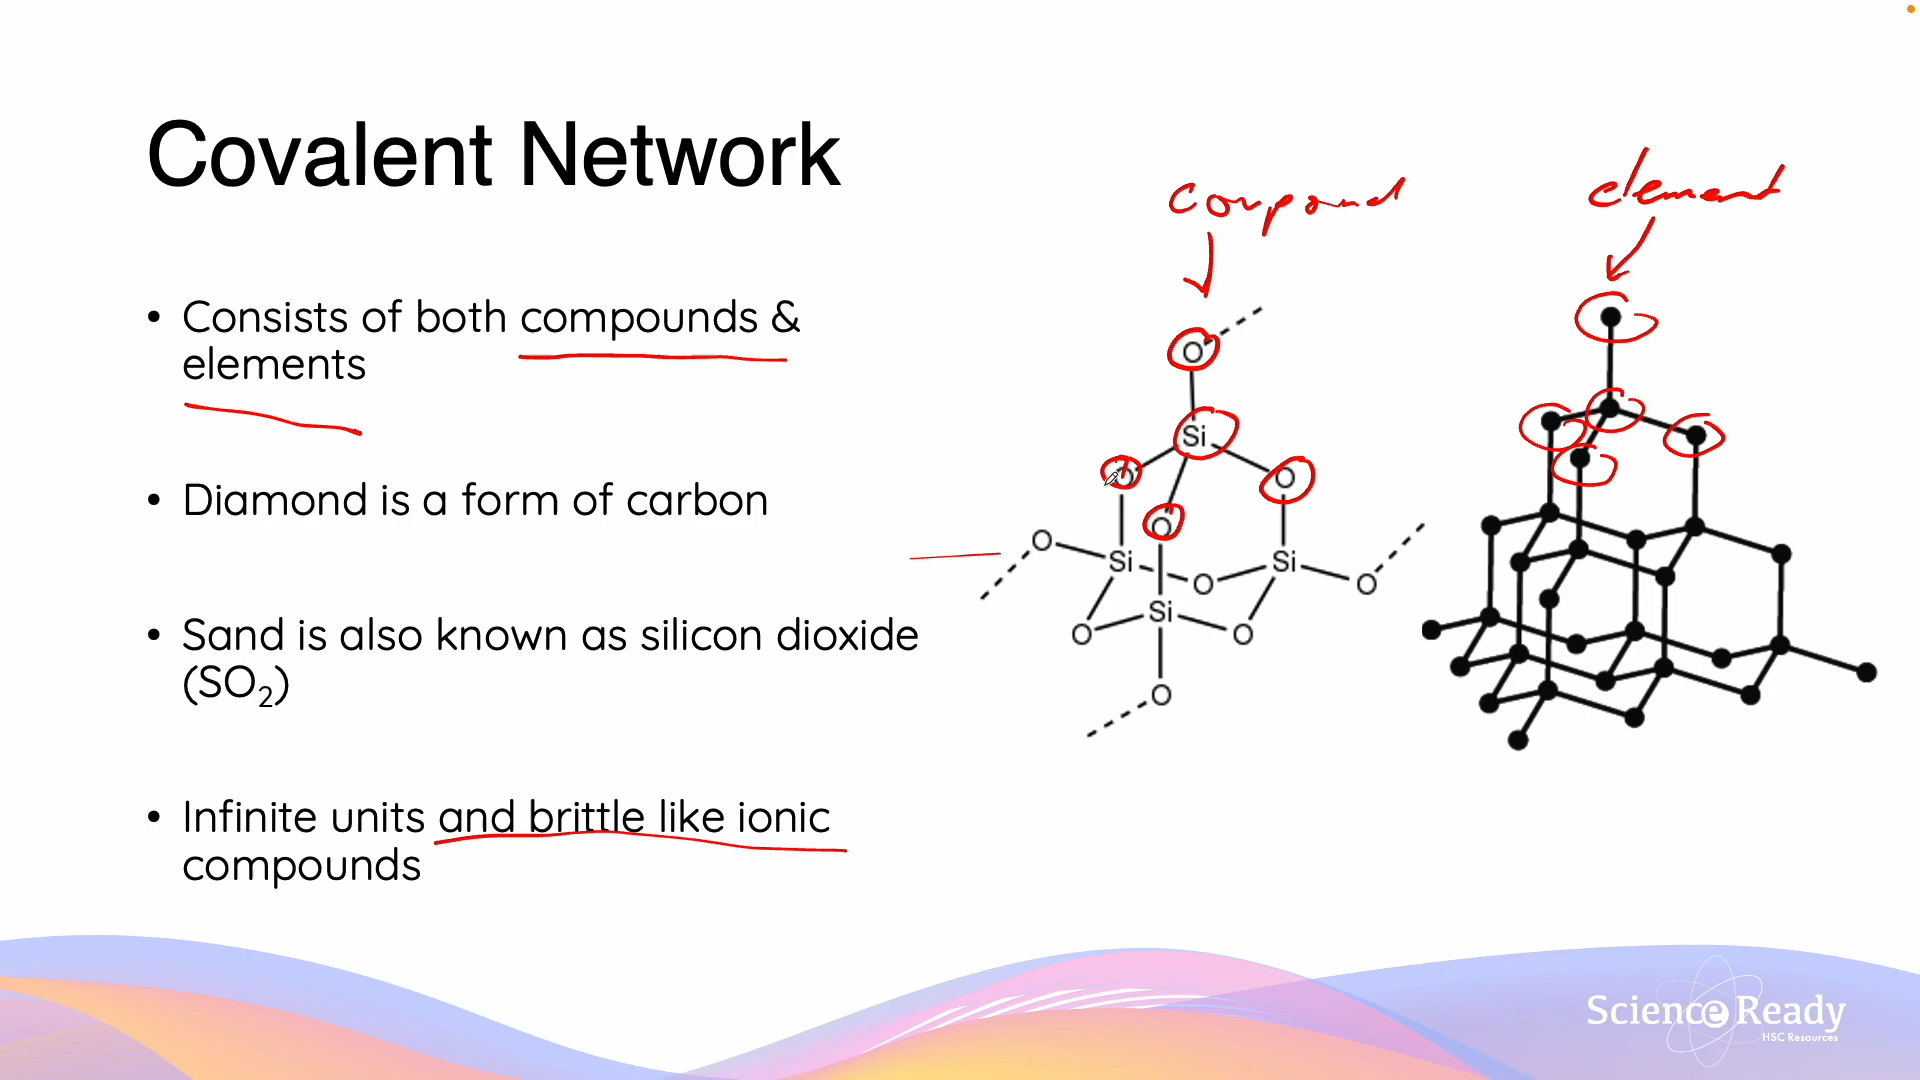 Covalent Network
compound
element
• Consists of both compounds &
elements
• Diamond is a form of carbon
• Sand is also known as silicon dioxide
(SO₂)
• Infinite units and brittle like ionic
compounds
O
Si
O
O
O
O
Si
Si
O
O
Si
O
O
O
Science Ready
HSC Resources